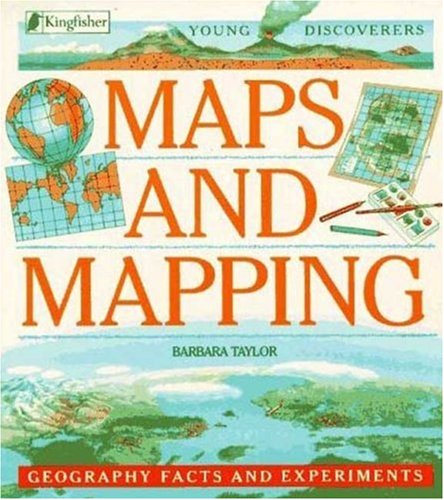 Kingfisher
YOUNG DISCOVERERS
MAPS
AND
MAPPING
BARBARA TAYLOR
GEOGRAPHY FACTS AND EXPERIMENTS